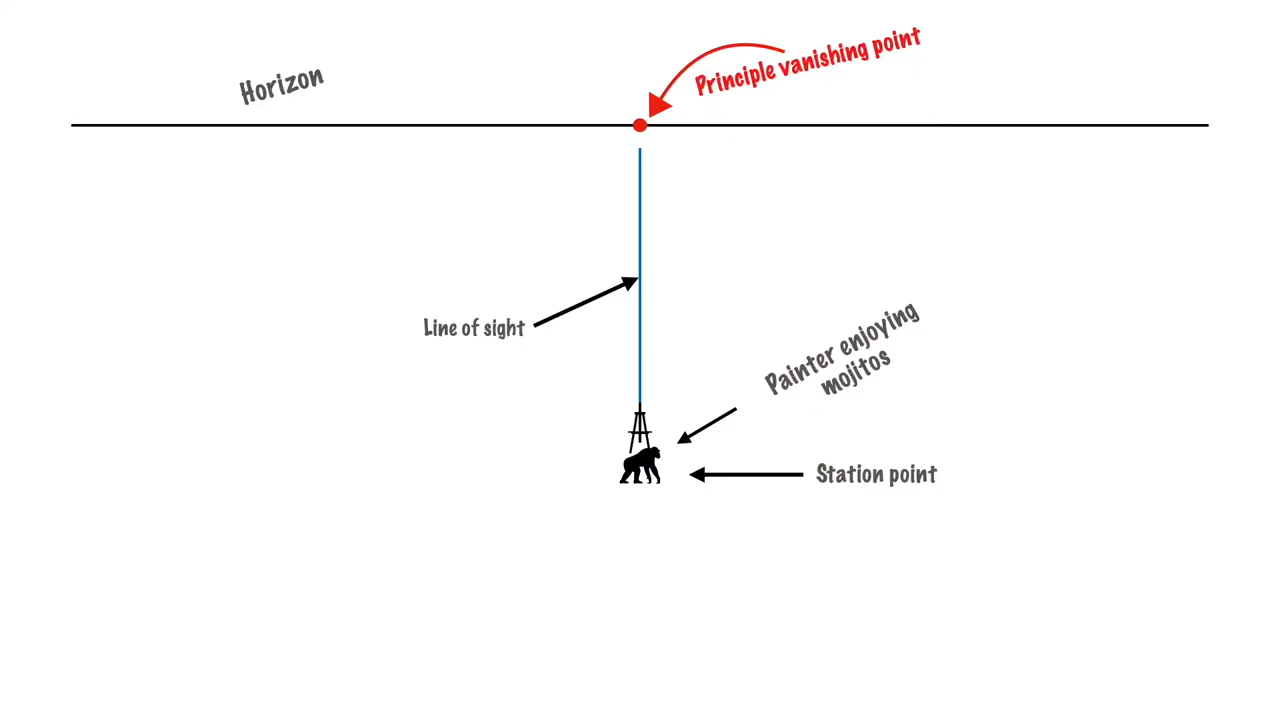 Horizon
Principle vanishing point
Line of sight
Painter enjoying
mojitos
Station point